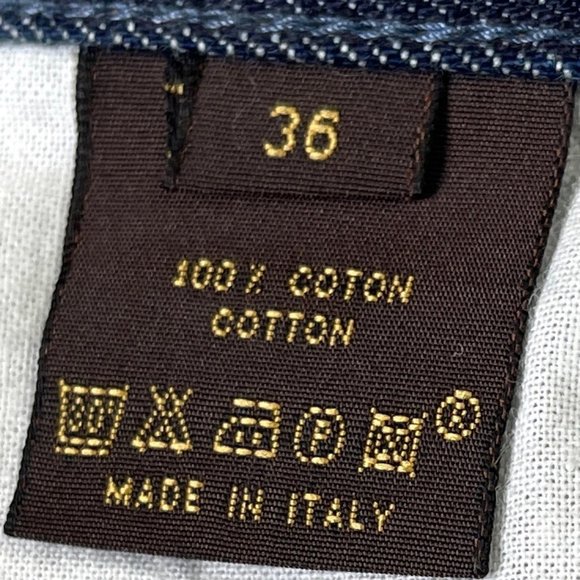 36
100% COTON
COTTON
P ®
MADE IN ITALY